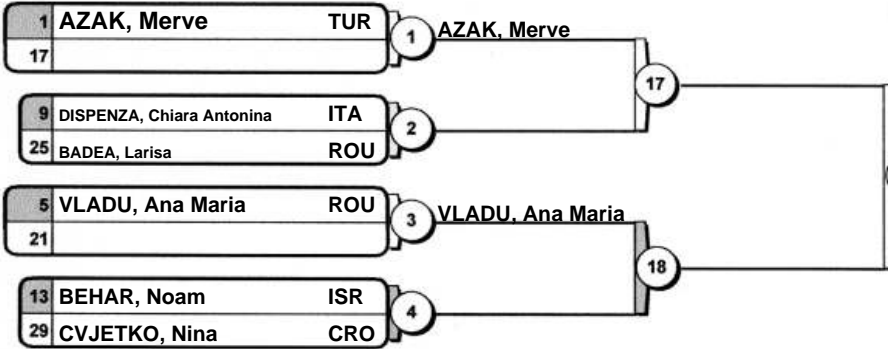 1 AZAK, Merve TUR
17
1
AZAK, Merve
17
9 DISPENZA, Chiara Antonina ITA
25 BADEA, Larisa ROU
2
5 VLADU, Ana Maria ROU
21
3
VLADU, Ana Maria
18
13 BEHAR, Noam ISR
29 CVJETKO, Nina CRO
4